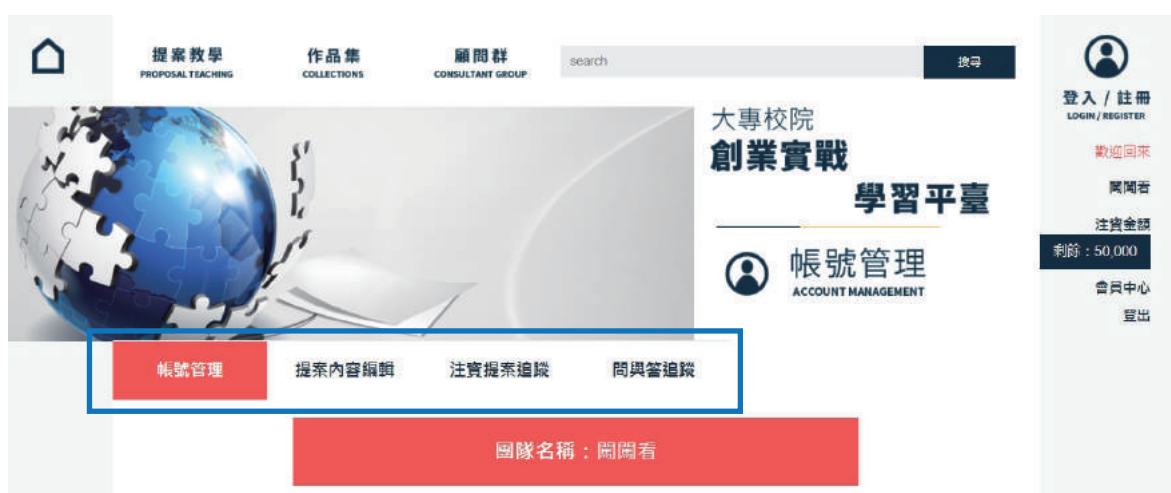 提案教學
PROPOSAL TEACHING
作品集
COLLECTIONS
顧問群
CONSULTANT GROUP
search
搜尋
登入 / 註冊
LOGIN / REGISTER
歡迎回來
闖闖看
注資金額
剩餘：50,000
會員中心
登出
大專校院
創業實戰
學習平臺
帳號管理
ACCOUNT MANAGEMENT
帳號管理
提案內容編輯
注資提案追蹤
問與答追蹤
團隊名稱：闖闖看